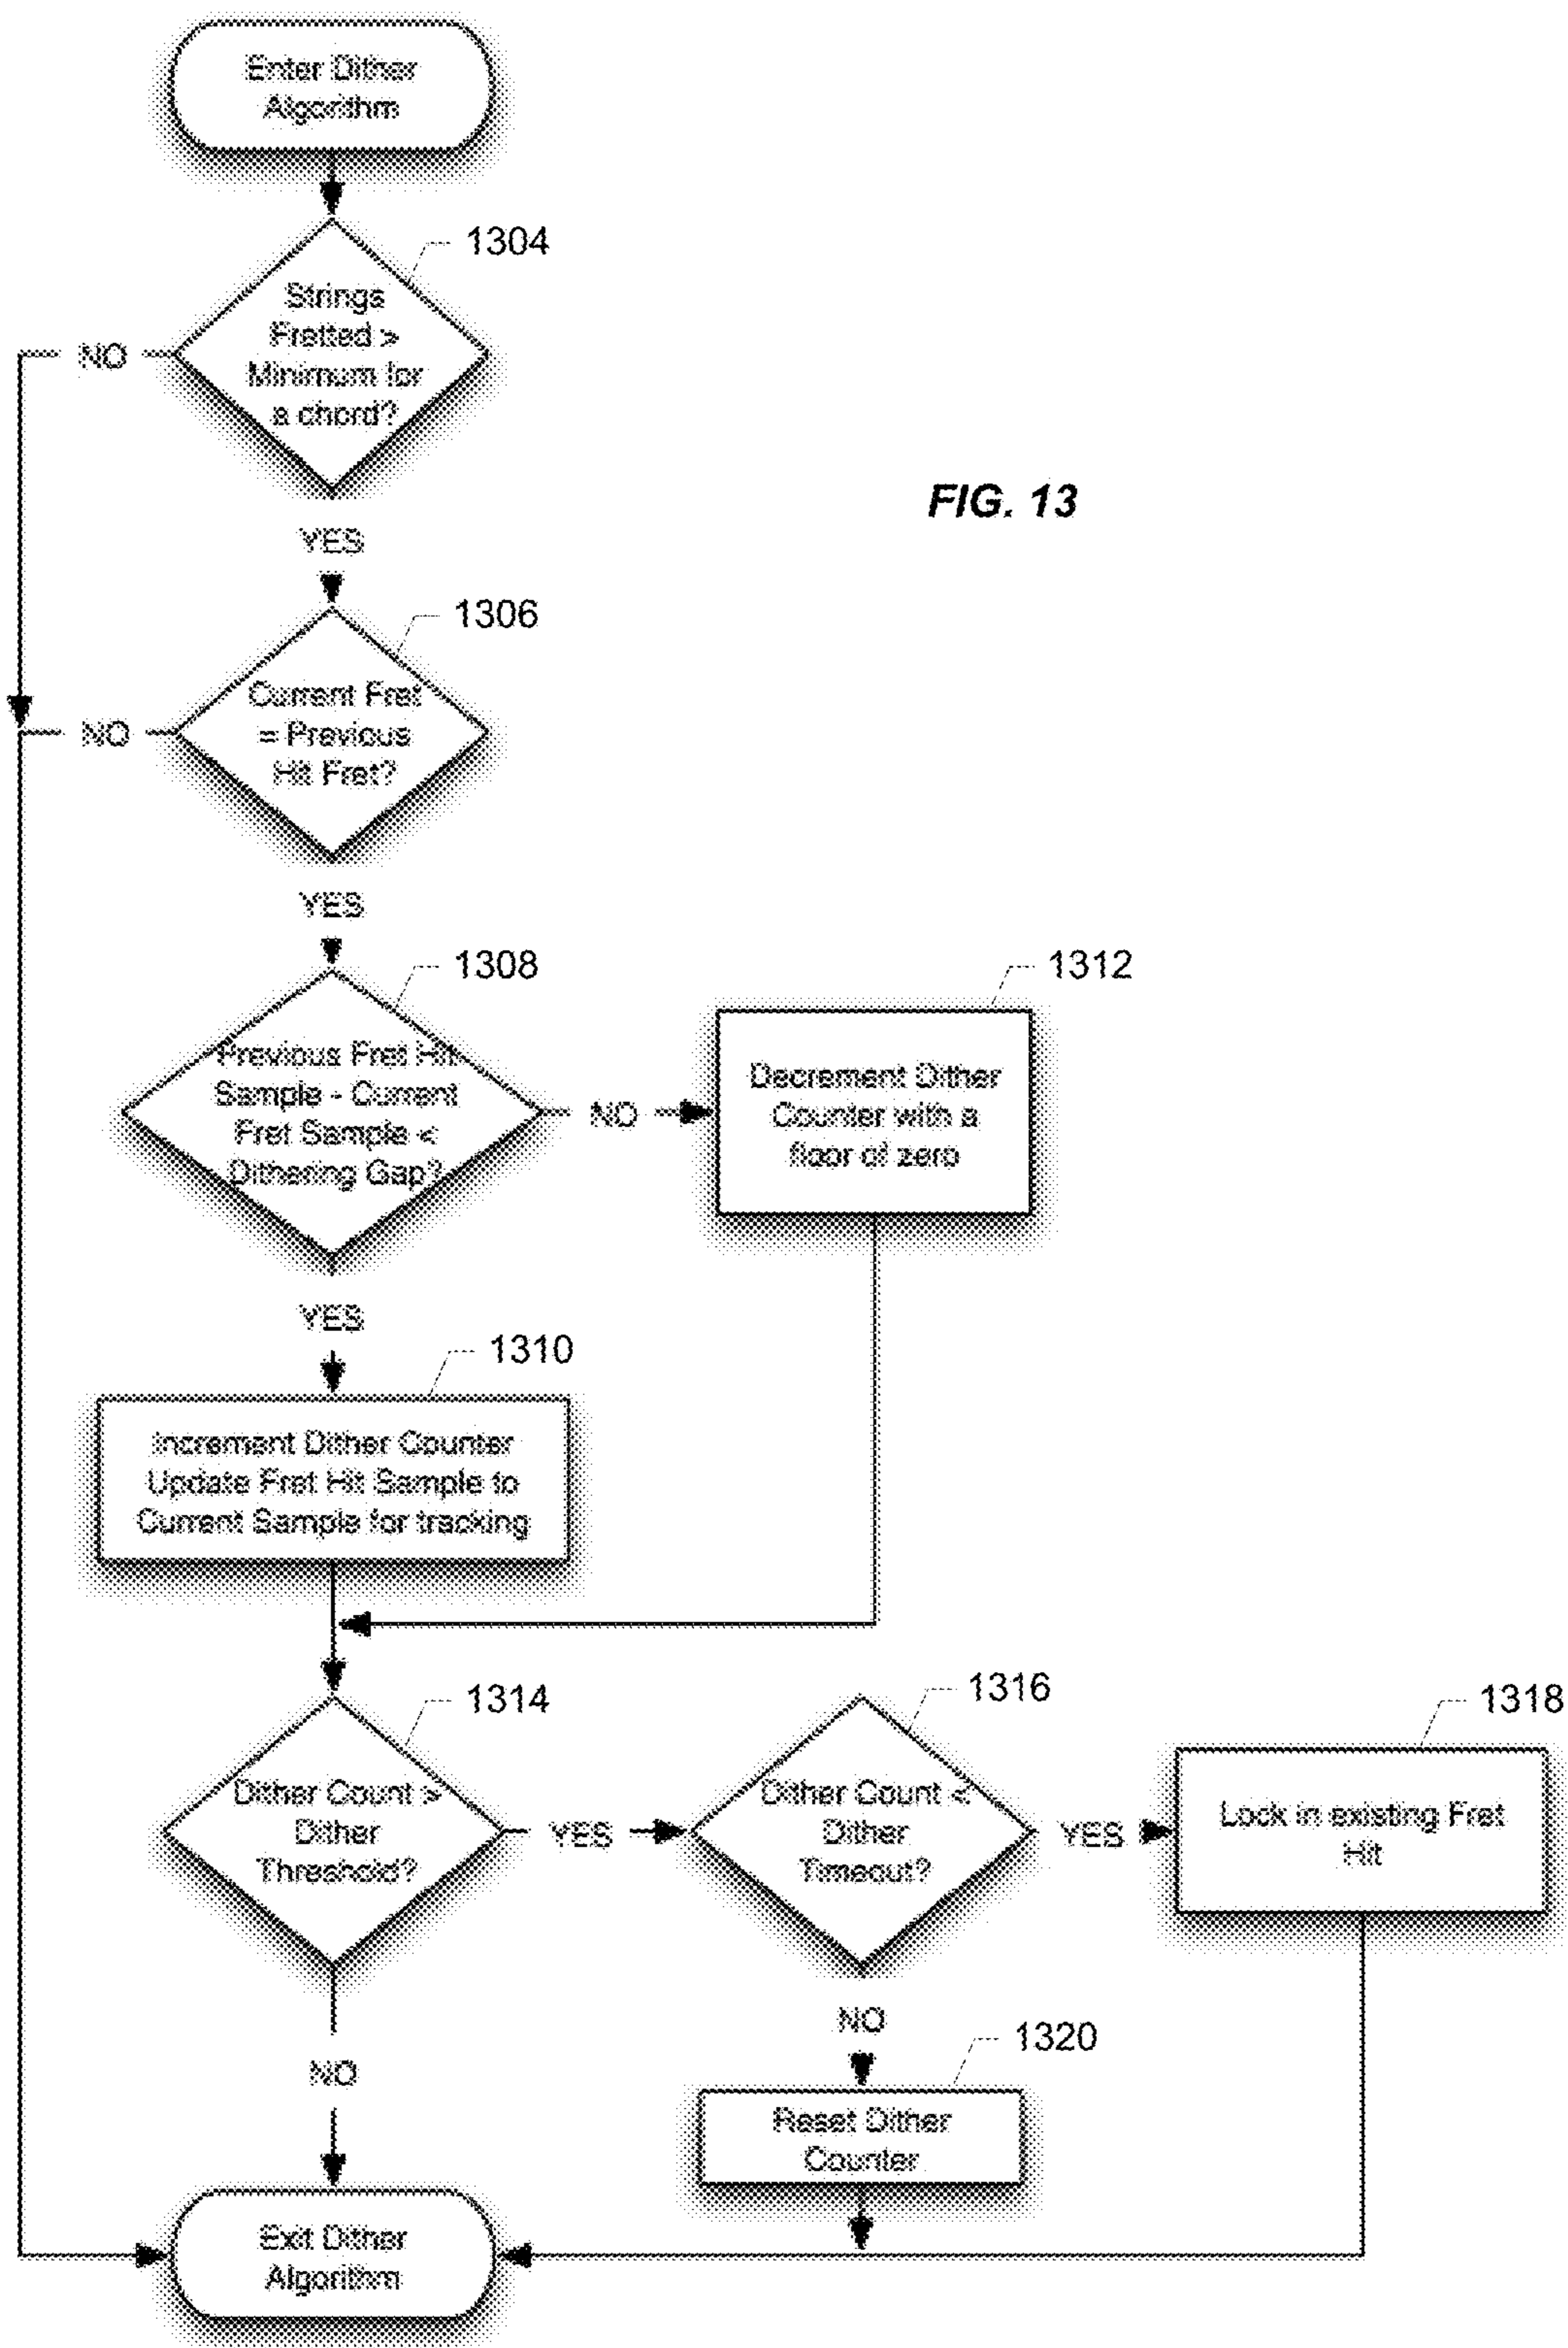 Enter Dither
Algorithm
1304
Strings
Fretted >
Minimum for
a chord?
NO
YES
FIG. 13
1306
Current Fret
= Previous
Hit Fret?
NO
YES
1308
Previous Fret Hit
Sample - Current
Fret Sample <
Dithering Gap?
NO
1312
Decrement Dither
Counter with a
floor of zero
YES
1310
Increment Dither Counter
Update Fret Hit Sample to
Current Sample for tracking
1314
Dither Count >
Dither
Threshold?
YES
1316
Dither Count <
Dither
Timeout?
YES
1318
Lock in existing Fret
Hit
NO
NO
1320
Reset Dither
Counter
Exit Dither
Algorithm